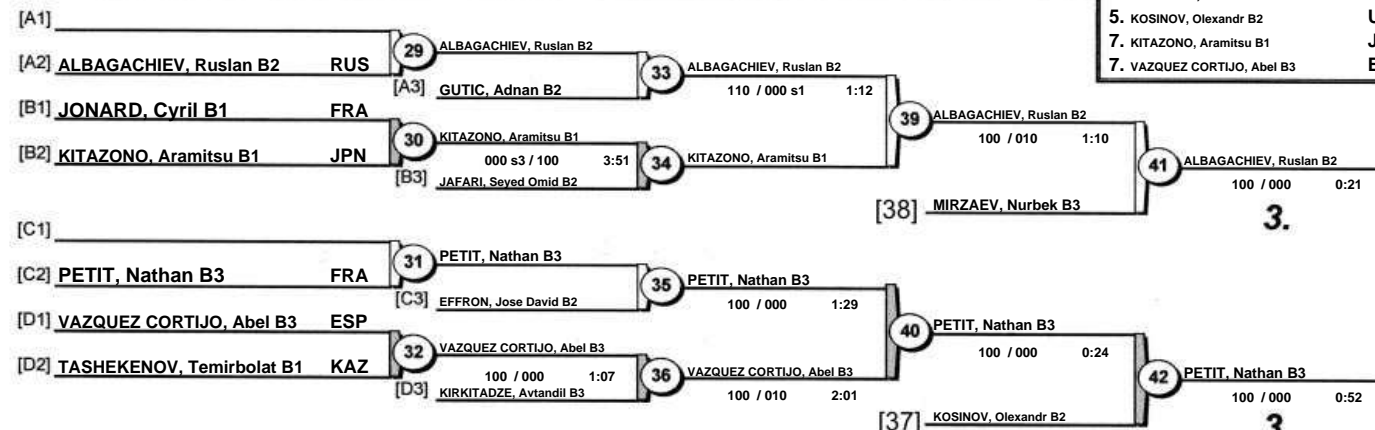 5. KOSINOV, Olexandr B2
7. KITAZONO, Aramitsu B1
7. VAZQUEZ CORTIJO, Abel B3
[A1]
29 ALBAGACHIEV, Ruslan B2
[A2] ALBAGACHIEV, Ruslan B2 RUS
33 ALBAGACHIEV, Ruslan B2
[A3] GUTIC, Adnan B2
110 / 000 s1 1:12
[B1] JONARD, Cyril B1 FRA
39 ALBAGACHIEV, Ruslan B2
30 KITAZONO, Aramitsu B1
100 / 010 1:10
[B2] KITAZONO, Aramitsu B1 JPN
000 s3 / 100 3:51
34 KITAZONO, Aramitsu B1
41 ALBAGACHIEV, Ruslan B2
[B3] JAFARI, Seyed Omid B2
100 / 000 0:21
[38] MIRZAEV, Nurbek B3
3.
[C1]
31 PETIT, Nathan B3
[C2] PETIT, Nathan B3 FRA
35 PETIT, Nathan B3
[C3] EFFRON, Jose David B2
100 / 000 1:29
[D1] VAZQUEZ CORTIJO, Abel B3 ESP
40 PETIT, Nathan B3
32 VAZQUEZ CORTIJO, Abel B3
100 / 000 0:24
[D2] TASHEKENOV, Temirbolat B1 KAZ
100 / 000 1:07
36 VAZQUEZ CORTIJO, Abel B3
42 PETIT, Nathan B3
[D3] KIRKITADZE, Avtandil B3
100 / 010 2:01
100 / 000 0:52
[37] KOSINOV, Olexandr B2
3